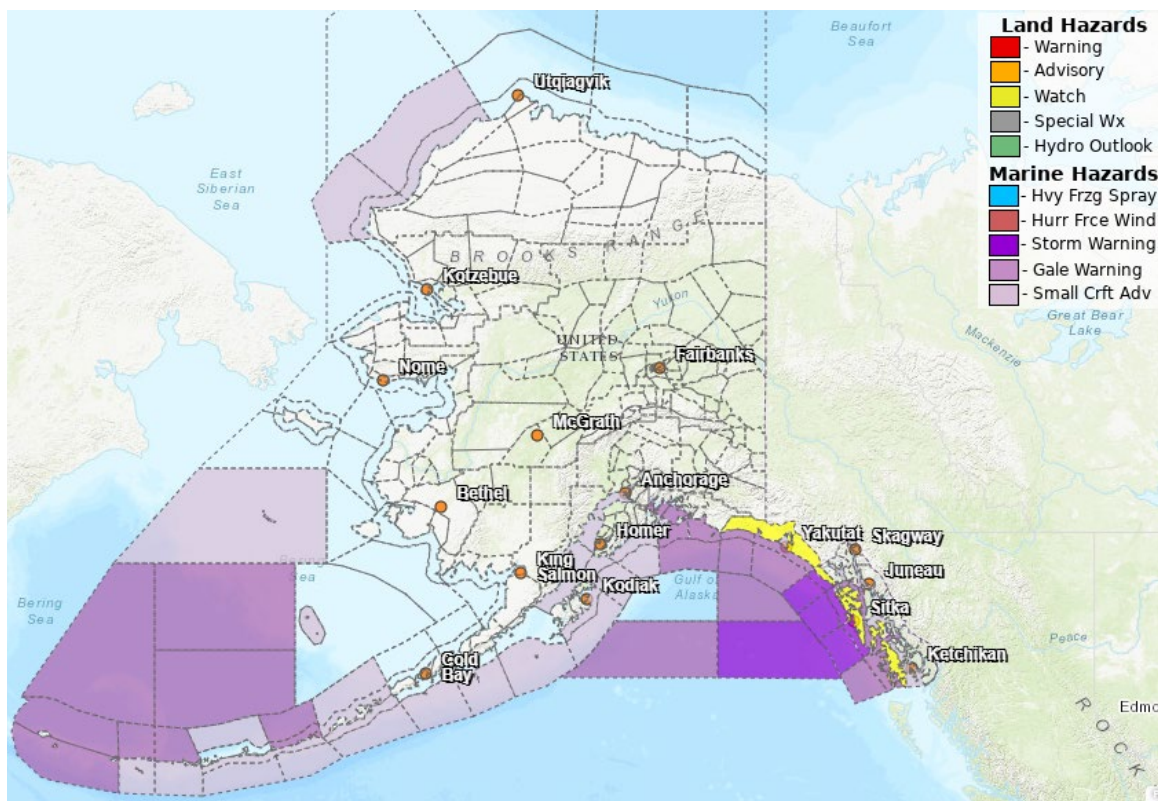 Land Hazards
- Warning
- Advisory
- Watch
- Special Wx
- Hydro Outlook
Marine Hazards
- Hvy Frzg Spray
- Hurr Frce Wind
- Storm Warning
- Gale Warning
- Small Crft Adv
Beaufort
Sea
Utqiagvik
East
Siberian
Sea
BROOKS RANGE
Kotzebue
Yukon
Great Bear
Lake
Mackenzie
UNITED
STATES
Fairbanks
Nome
McGrath
Anchorage
Bethel
Homer
Yakutat
Skagway
King
Salmon
Juneau
Kodiak
Gulf of
Alaska
Bering
Sea
Sea
Sitka
Peace
Ketchikan
Cold
Bay
Edmo
ROCK